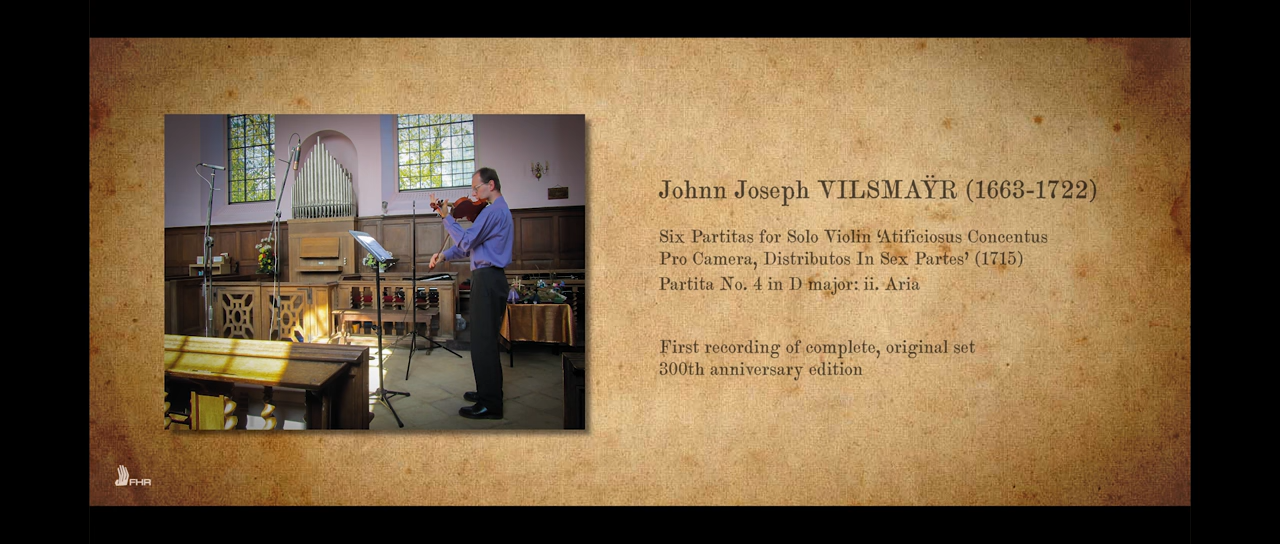 Johnn Joseph VILSMAŸR (1663-1722)
Six Partitas for Solo Violin ‘Atificiosus Concentus
Pro Camera, Distributos In Sex Partes’ (1715)
Partita No. 4 in D major: ii. Aria
First recording of complete, original set
300th anniversary edition
FHR